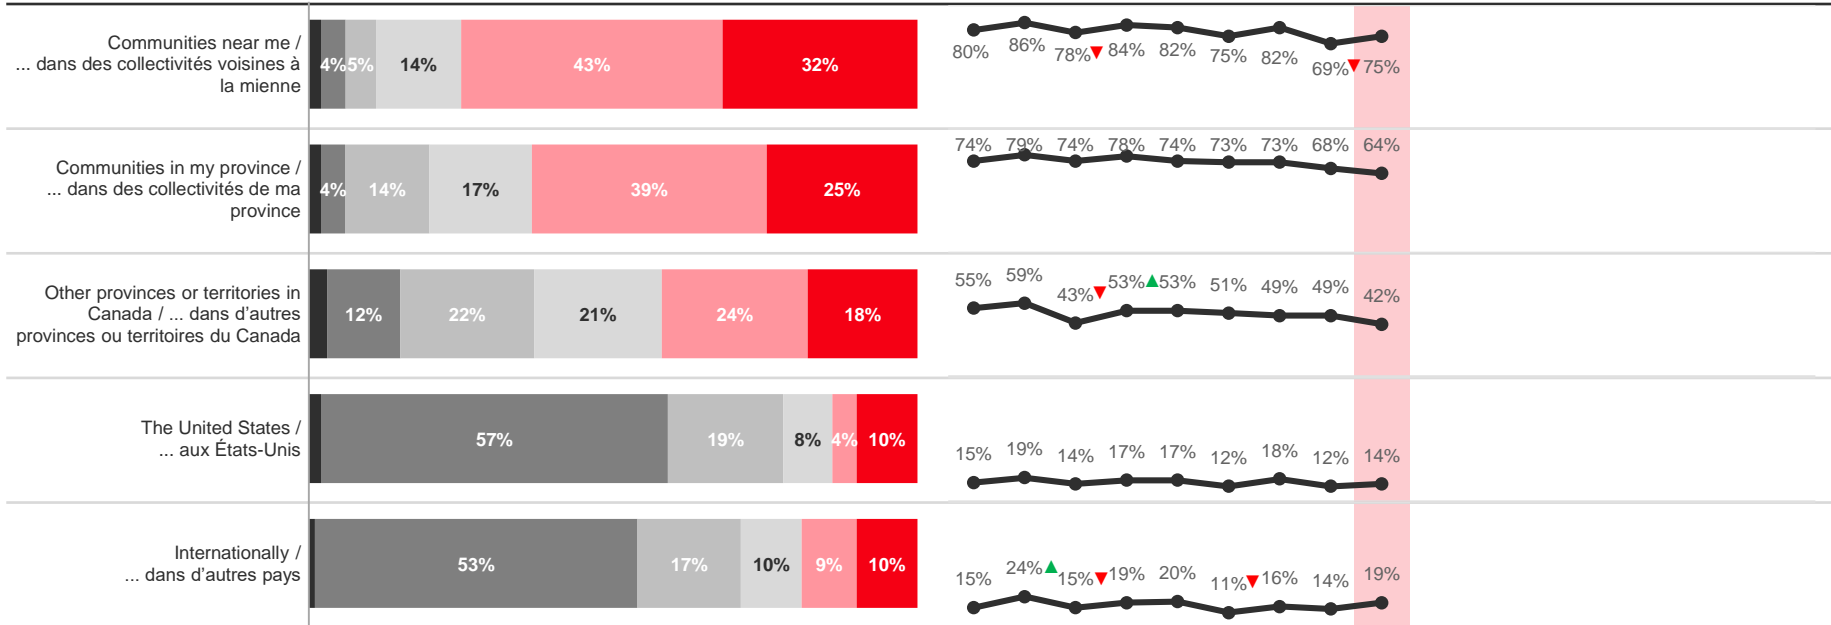 Communities near me /
... dans des collectivités voisines à
la mienne
4% 5% 14% 43% 32%
80% 86% 78% 84% 82% 75% 82% 69% 75%
Communities in my province /
... dans des collectivités de ma
province
4% 14% 17% 39% 25%
74% 79% 74% 78% 74% 73% 73% 68% 64%
Other provinces or territories in
Canada / ... dans d'autres
provinces ou territoires du Canada
12% 22% 21% 24% 18%
55% 59% 43% 53% 53% 51% 49% 49% 42%
The United States /
... aux États-Unis
57% 19% 8% 4% 10%
15% 19% 14% 17% 17% 12% 18% 12% 14%
Internationally /
... dans d'autres pays
53% 17% 10% 9% 10%
15% 24% 15% 19% 20% 11% 16% 14% 19%